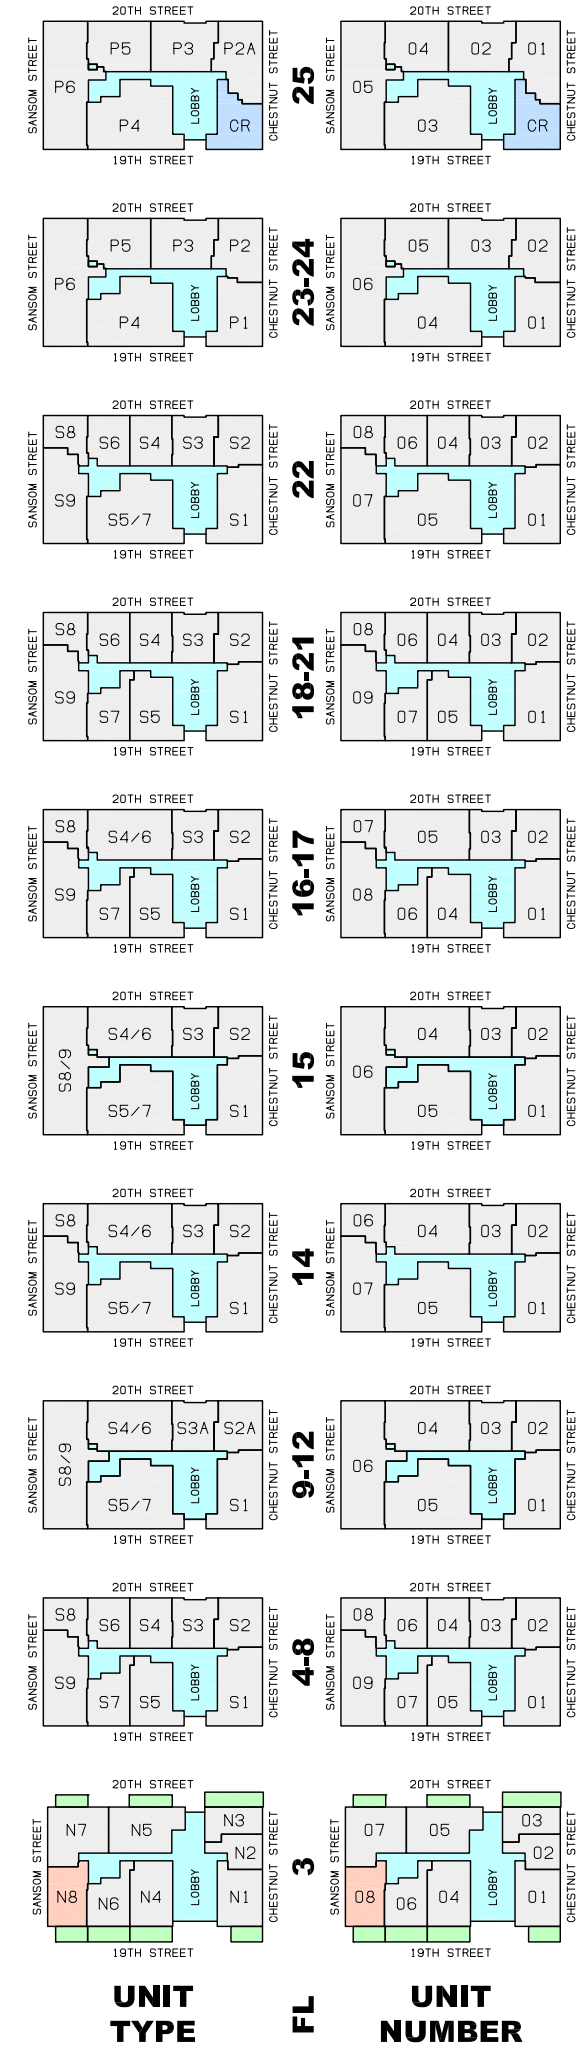 20TH STREET 20TH STREET
SANSOM STREET P6 P5 P3 P2A P4 LOBBY CR CHESTNUT STREET 25 SANSOM STREET 05 04 02 01 03 LOBBY CR CHESTNUT STREET
19TH STREET 19TH STREET
20TH STREET 20TH STREET
SANSOM STREET P6 P5 P3 P2 P4 LOBBY P1 CHESTNUT STREET 23-24 SANSOM STREET 06 05 03 02 04 LOBBY 01 CHESTNUT STREET
19TH STREET 19TH STREET
20TH STREET 20TH STREET
SANSOM STREET S8 S6 S4 S3 S2 S9 S5/7 LOBBY S1 CHESTNUT STREET 22 SANSOM STREET 08 06 04 03 02 07 05 LOBBY 01 CHESTNUT STREET
19TH STREET 19TH STREET
20TH STREET 20TH STREET
SANSOM STREET S8 S6 S4 S3 S2 S9 S7 S5 LOBBY S1 CHESTNUT STREET 18-21 SANSOM STREET 08 06 04 03 02 09 07 05 LOBBY 01 CHESTNUT STREET
19TH STREET 19TH STREET
20TH STREET 20TH STREET
SANSOM STREET S8 S4/6 S3 S2 S9 S7 S5 LOBBY S1 CHESTNUT STREET 16-17 SANSOM STREET 07 05 03 02 08 06 04 LOBBY 01 CHESTNUT STREET
19TH STREET 19TH STREET
20TH STREET 20TH STREET
SANSOM STREET S8/9 S4/6 S3 S2 S5/7 LOBBY S1 CHESTNUT STREET 15 SANSOM STREET 06 04 03 02 05 LOBBY 01 CHESTNUT STREET
19TH STREET 19TH STREET
20TH STREET 20TH STREET
SANSOM STREET S8 S4/6 S3 S2 S9 S5/7 LOBBY S1 CHESTNUT STREET 14 SANSOM STREET 06 04 03 02 07 05 LOBBY 01 CHESTNUT STREET
19TH STREET 19TH STREET
20TH STREET 20TH STREET
SANSOM STREET S8/9 S4/6 S3A S2A S5/7 LOBBY S1 CHESTNUT STREET 9-12 SANSOM STREET 06 04 03 02 05 LOBBY 01 CHESTNUT STREET
19TH STREET 19TH STREET
20TH STREET 20TH STREET
SANSOM STREET S8 S6 S4 S3 S2 S9 S7 S5 LOBBY S1 CHESTNUT STREET 4-8 SANSOM STREET 08 06 04 03 02 09 07 05 LOBBY 01 CHESTNUT STREET
19TH STREET 19TH STREET
20TH STREET 20TH STREET
SANSOM STREET N7 N5 N3 N2 N8 N6 N4 LOBBY N1 CHESTNUT STREET 3 SANSOM STREET 07 05 03 02 08 06 04 LOBBY 01 CHESTNUT STREET
19TH STREET 19TH STREET
UNIT TYPE FL UNIT NUMBER